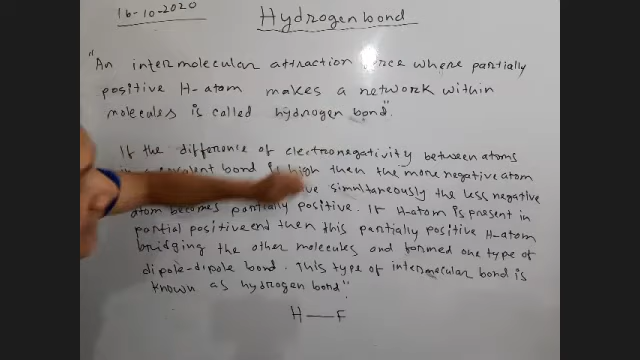 16-10-2020
Hydrogen bond
"An intermolecular attraction force where partially
positive H-atom makes a network within
molecules is called hydrogen bond"
If the difference of electronegativity between atoms
bond is high then the more negative atom
simultaneously the less negative
atom becomes partially positive. If H-atom is present in
partial positive end then this partially positive H-atom
bridging the other molecules and formed one type of
dipole-dipole bond. This type of intermolecular bond is
known as hydrogen bond"
H—F